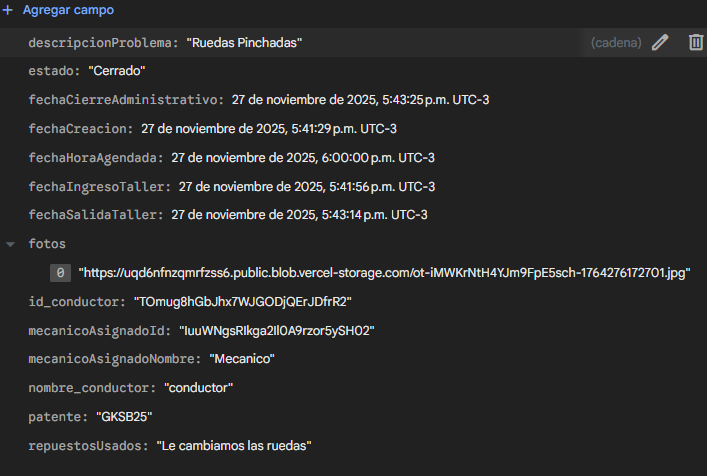 + Agregar campo
descripcionProblema: "Ruedas Pinchadas" (cadena)
estado: "Cerrado"
fechaCierreAdministrativo: 27 de noviembre de 2025, 5:43:25 p.m. UTC-3
fechaCreacion: 27 de noviembre de 2025, 5:41:29 p.m. UTC-3
fechaHoraAgendada: 27 de noviembre de 2025, 6:00:00 p.m. UTC-3
fechaIngresoTaller: 27 de noviembre de 2025, 5:41:56 p.m. UTC-3
fechaSalidaTaller: 27 de noviembre de 2025, 5:43:14 p.m. UTC-3
fotos
0 "https://uqd6nfnzqmrfzss6.public.blob.vercel-storage.com/ot-iMWKrNtH4YJm9FpE5sch-1764276172701.jpg"
id_conductor: "TOmug8hGbJhx7WJGODjQErJDfrR2"
mecanicoAsignadoId: "IuuWNgsRIkga2Il0A9rzor5ySH02"
mecanicoAsignadoNombre: "Mecanico"
nombre_conductor: "conductor"
patente: "GKSB25"
repuestosUsados: "Le cambiamos las ruedas"